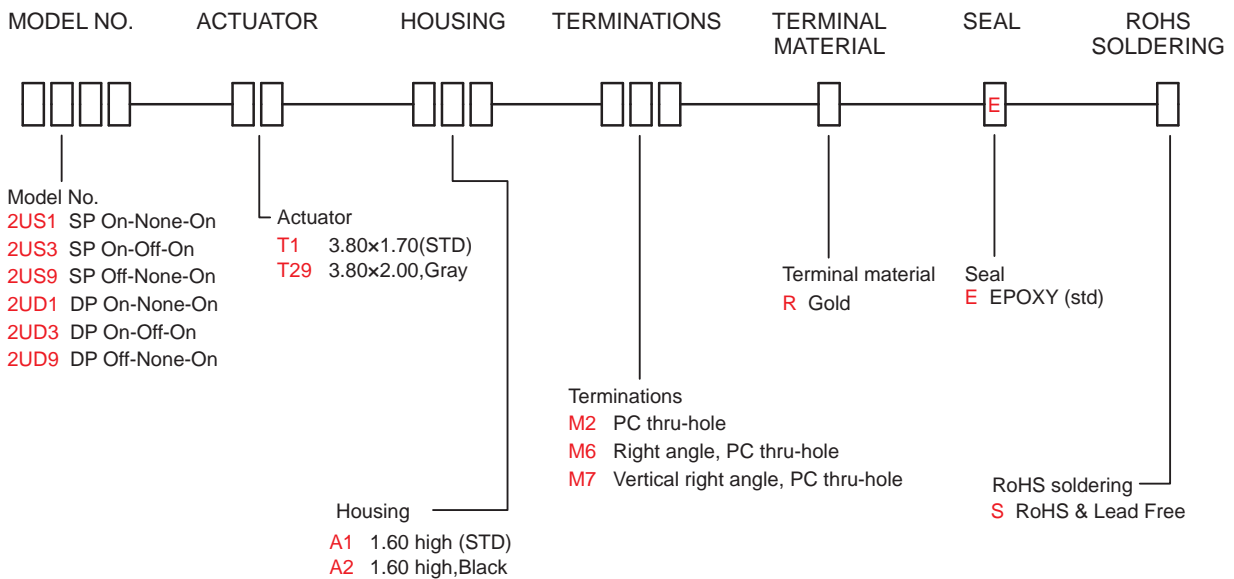 MODEL NO. ACTUATOR HOUSING TERMINATIONS TERMINAL MATERIAL SEAL ROHS SOLDERING
E
Model No.
2US1 SP On-None-On
2US3 SP On-Off-On
2US9 SP Off-None-On
2UD1 DP On-None-On
2UD3 DP On-Off-On
2UD9 DP Off-None-On
Actuator
T1 3.80×1.70(STD)
T29 3.80×2.00,Gray
Housing
A1 1.60 high (STD)
A2 1.60 high,Black
Terminations
M2 PC thru-hole
M6 Right angle, PC thru-hole
M7 Vertical right angle, PC thru-hole
Terminal material
R Gold
Seal
E EPOXY (std)
RoHS soldering
S RoHS & Lead Free